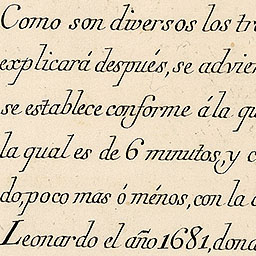 Como son diversos los tra
explicará después, se advier
se establece conforme á la qu
la qual es de 6 minutos, y c
do, poco mas ó ménos, con la
Leonardo el año 1681, dond